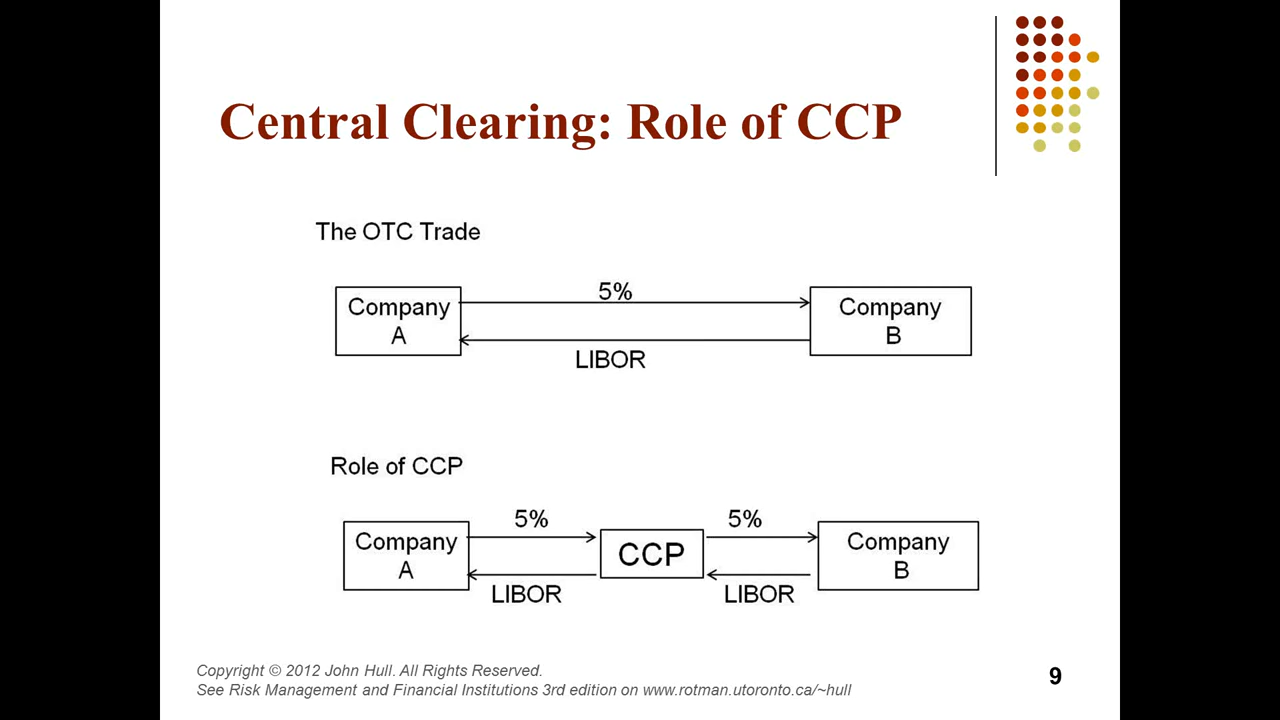 Central Clearing: Role of CCP
The OTC Trade
5%
Company
A
Company
B
LIBOR
Role of CCP
5%
5%
Company
A
CCP
Company
B
LIBOR
LIBOR
Copyright © 2012 John Hull. All Rights Reserved.
See Risk Management and Financial Institutions 3rd edition on www.rotman.utoronto.ca/~hull
9